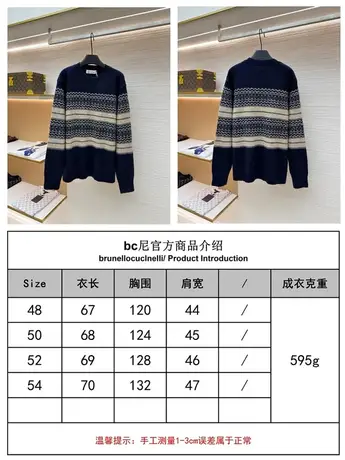 bc尼官方商品介绍
brunellocuclnelli/ Product Introduction
Size 衣长 胸围 肩宽 / 成衣克重
48 67 120 44 /
50 68 124 45 /
52 69 128 46 / 595g
54 70 132 47 /
/
温馨提示: 手工测量1-3cm误差属于正常